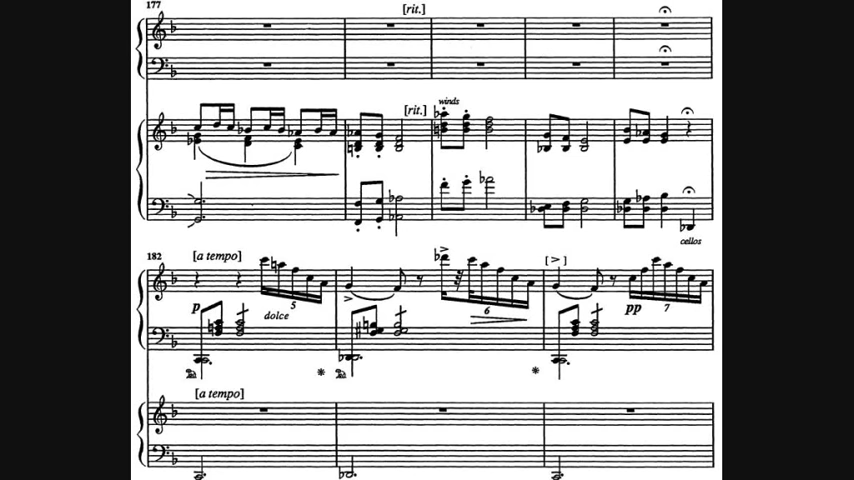 177
[rit.]
[rit.]
winds
cellos
182
[a tempo]
[ > ]
p
5
dolce
6
pp
7
[a tempo]